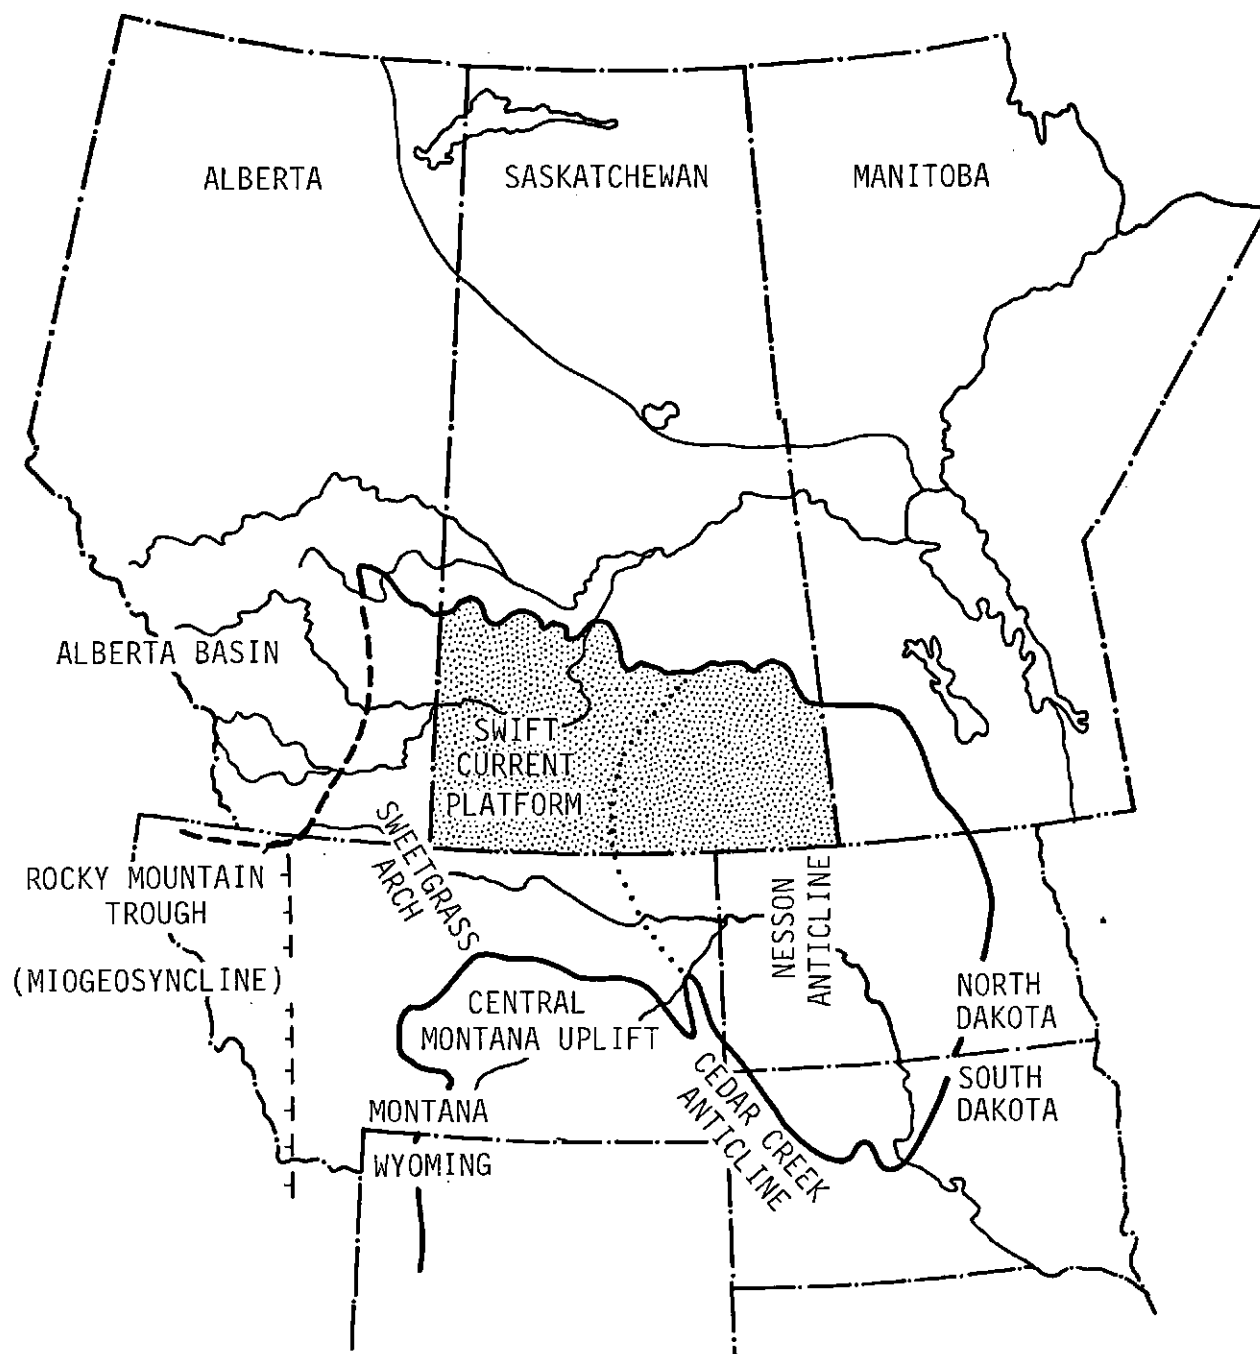 ALBERTA
SASKATCHEWAN
MANITOBA
ALBERTA BASIN
SWIFT
CURRENT
PLATFORM
SWEETGRASS
ARCH
ROCKY MOUNTAIN
TROUGH
(MIOGEOSYNCLINE)
NESSON
ANTICLINE
CENTRAL
MONTANA UPLIFT
NORTH
DAKOTA
SOUTH
DAKOTA
CEDAR CREEK
ANTICLINE
MONTANA
WYOMING